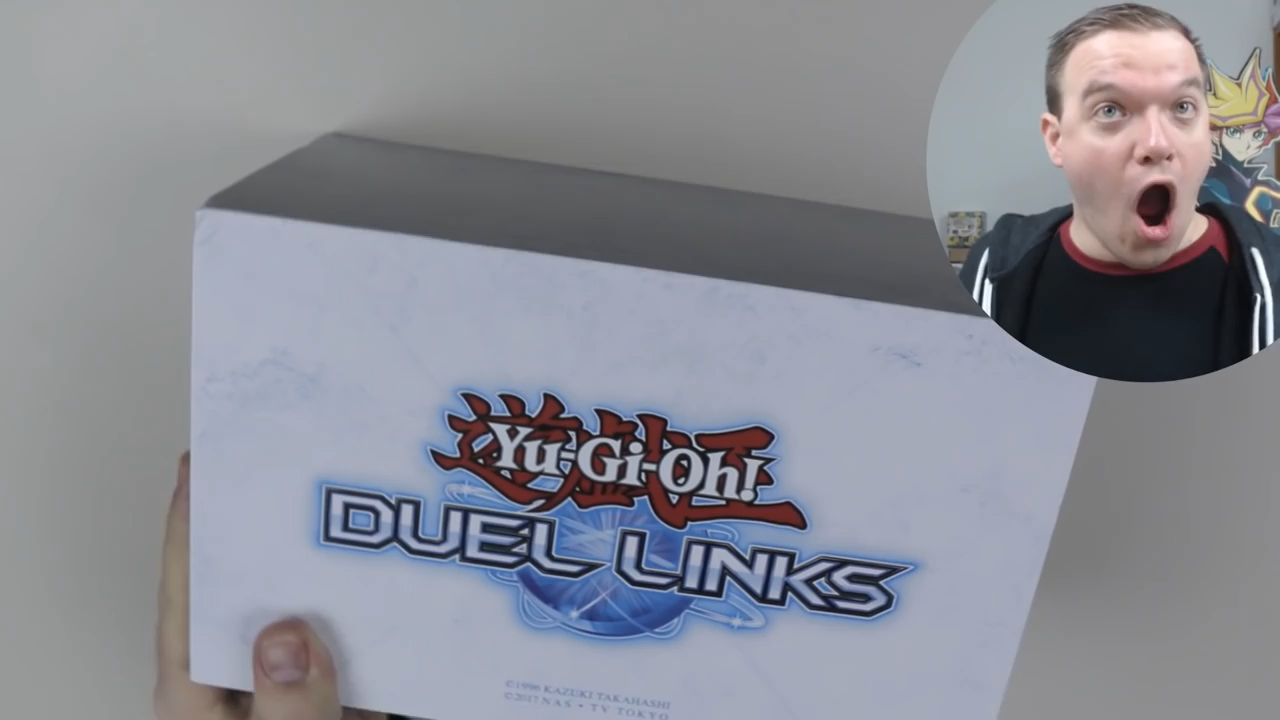 遊戯王
Yu-Gi-Oh!
DUEL LINKS
©1996 KAZUKI TAKAHASHI
©2017 NAS • TV TOKYO